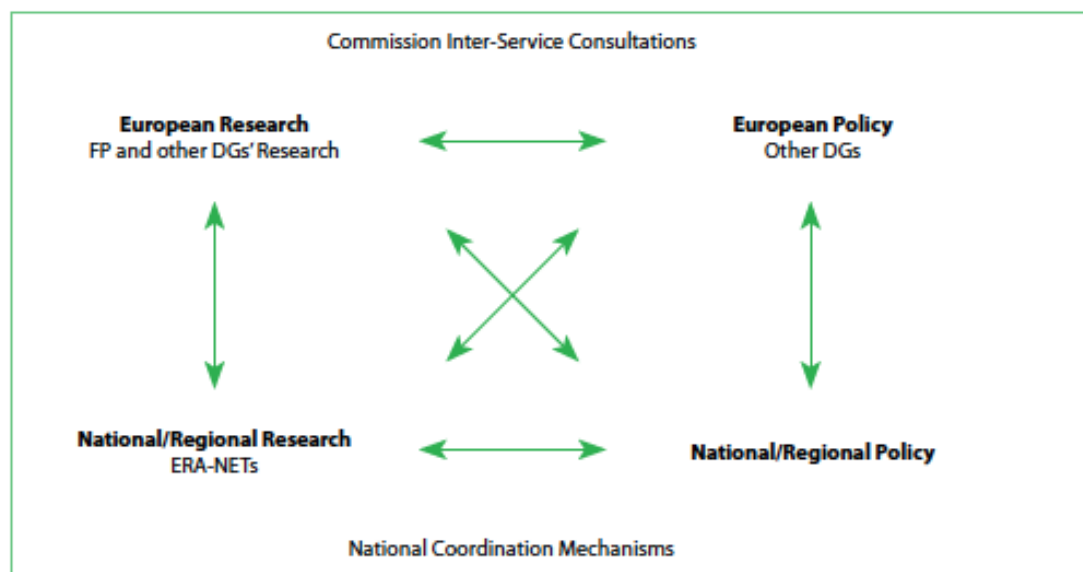 Commission Inter-Service Consultations
European Research
FP and other DGs’ Research
European Policy
Other DGs
National/Regional Research
ERA-NETs
National/Regional Policy
National Coordination Mechanisms